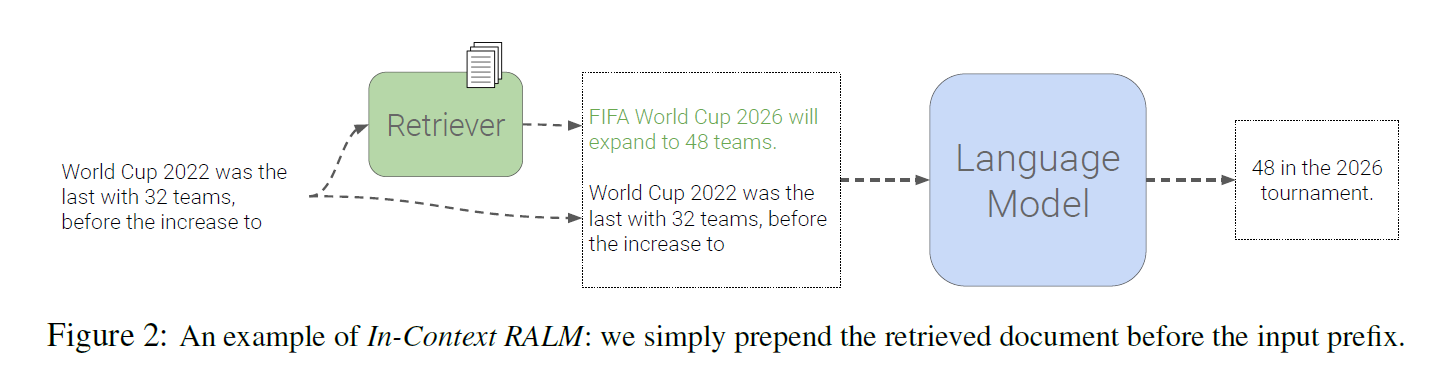 World Cup 2022 was the
last with 32 teams,
before the increase to
Retriever
FIFA World Cup 2026 will
expand to 48 teams.
World Cup 2022 was the
last with 32 teams, before
the increase to
Language
Model
48 in the 2026
tournament.
Figure 2: An example of In-Context RALM: we simply prepend the retrieved document before the input prefix.